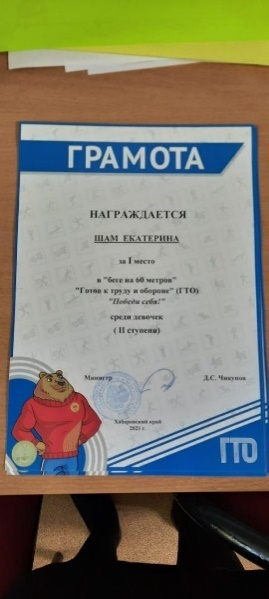 ГРАМОТА
НАГРАЖДАЕТСЯ
ШАМ ЕКАТЕРИНА
за I место
в "беге на 60 метров"
"Готов к труду и обороне" (ГТО)
"Победи себя!"
среди девочек
( II ступени)
Министр Д.С. Чикунов
Хабаровский край
2021 г.
ГТО